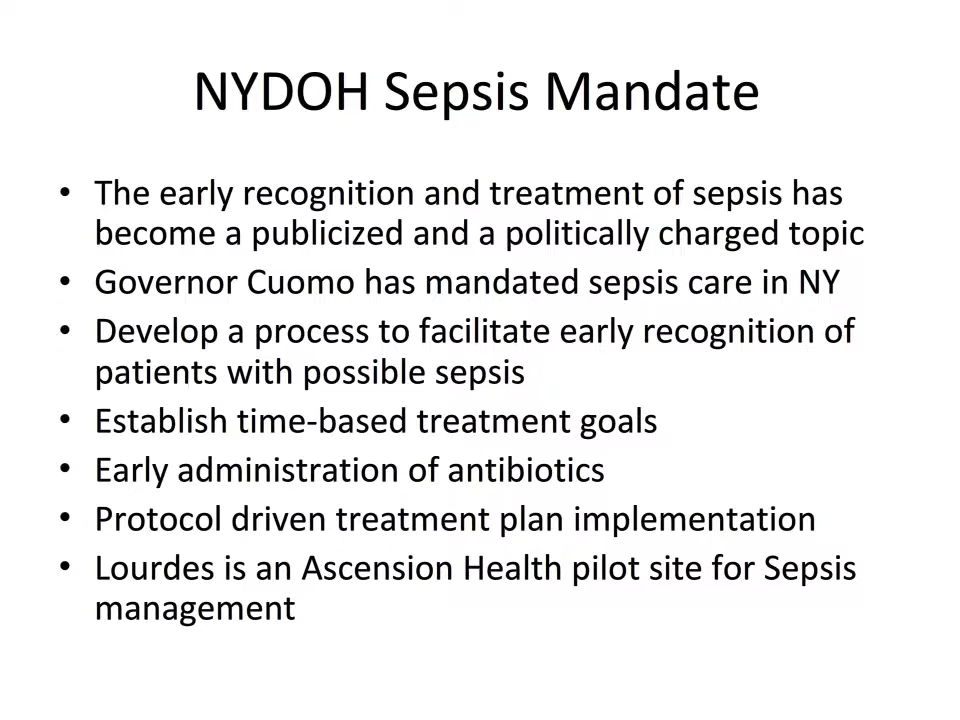 NYDOH Sepsis Mandate
• The early recognition and treatment of sepsis has
become a publicized and a politically charged topic
• Governor Cuomo has mandated sepsis care in NY
• Develop a process to facilitate early recognition of
patients with possible sepsis
• Establish time-based treatment goals
• Early administration of antibiotics
• Protocol driven treatment plan implementation
• Lourdes is an Ascension Health pilot site for Sepsis
management